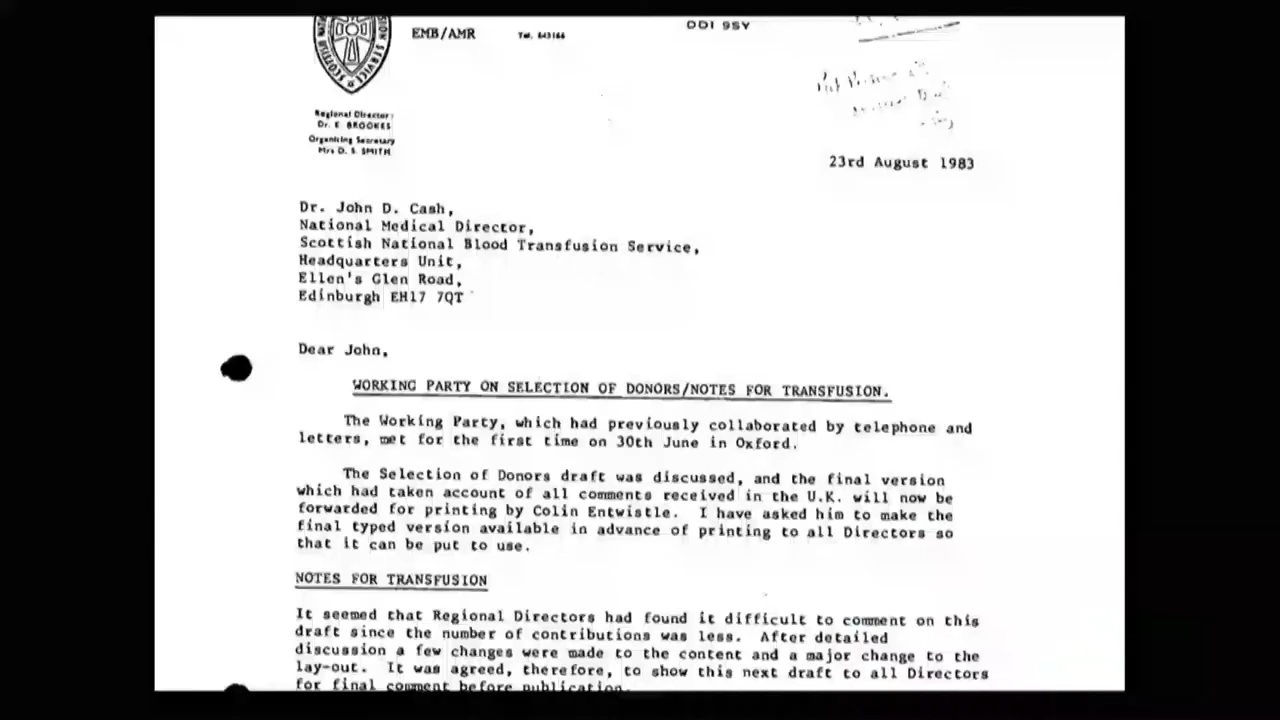 EMB/AMR
Tel. 643166
DD1 9SY
Regional Director:
Dr. E. BROOKES
Organising Secretary
Mrs D. S. SMITH
23rd August 1983
Dr. John D. Cash,
National Medical Director,
Scottish National Blood Transfusion Service,
Headquarters Unit,
Ellen's Glen Road,
Edinburgh EH17 7QT
Dear John,
WORKING PARTY ON SELECTION OF DONORS/NOTES FOR TRANSFUSION.
The Working Party, which had previously collaborated by telephone and
letters, met for the first time on 30th June in Oxford.
The Selection of Donors draft was discussed, and the final version
which had taken account of all comments received in the U.K. will now be
forwarded for printing by Colin Entwistle. I have asked him to make the
final typed version available in advance of printing to all Directors so
that it can be put to use.
NOTES FOR TRANSFUSION
It seemed that Regional Directors had found it difficult to comment on this
draft since the number of contributions was less. After detailed
discussion a few changes were made to the content and a major change to the
lay-out. It was agreed, therefore, to show this next draft to all Directors
for final comment before publication.